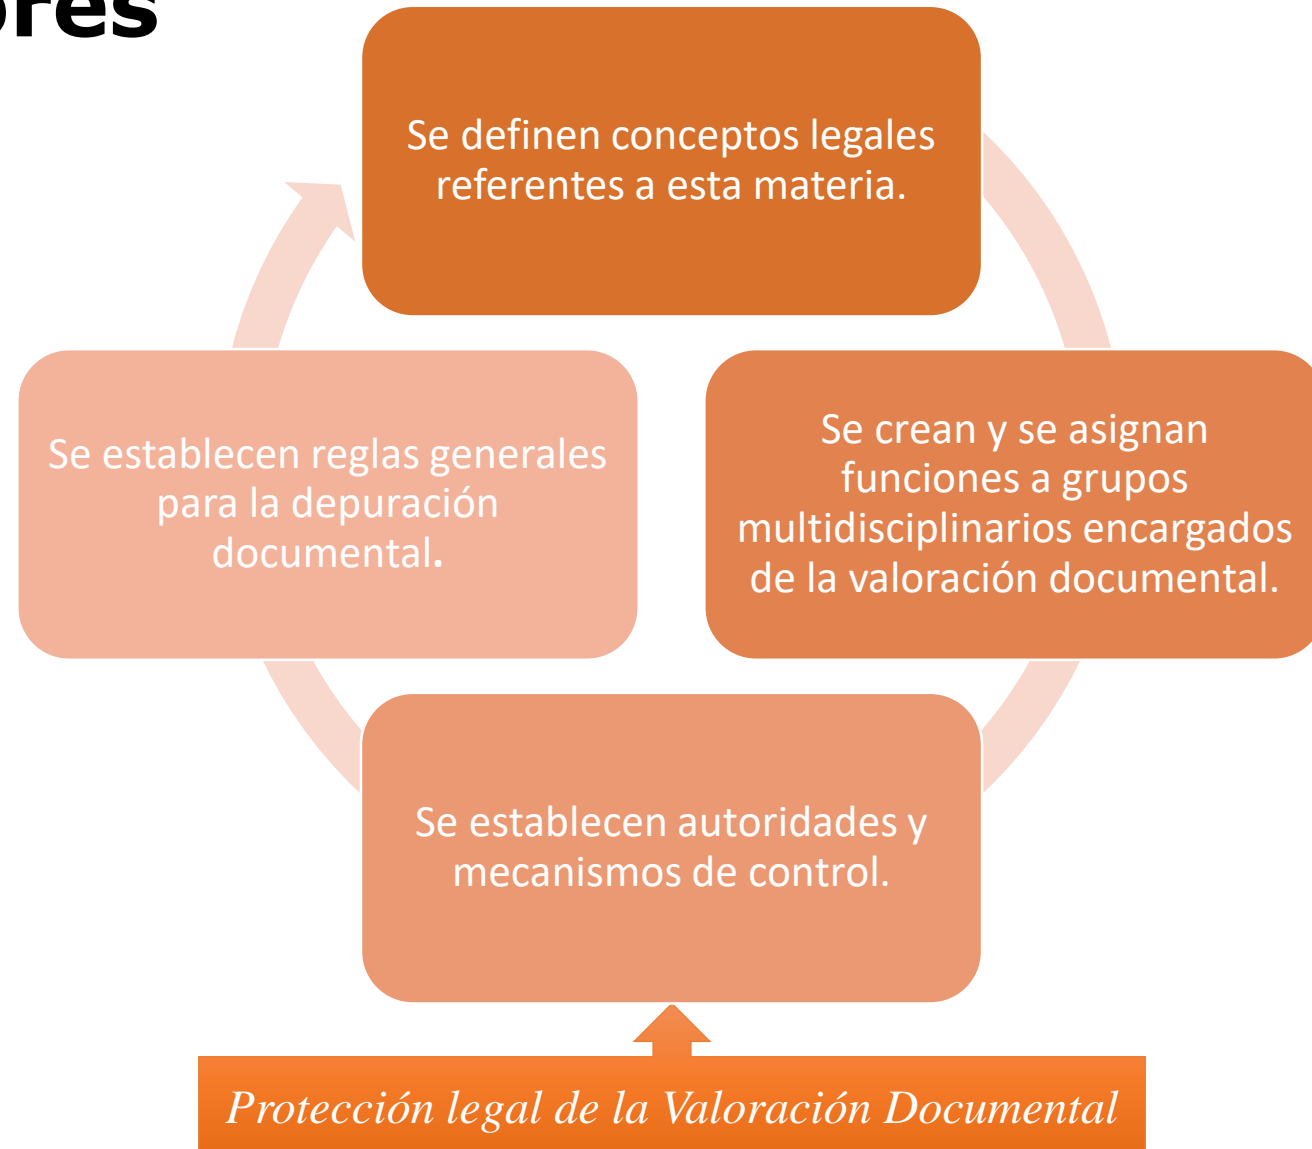 Se definen conceptos legales
referentes a esta materia.
Se crean y se asignan
funciones a grupos
multidisciplinarios encargados
de la valoración documental.
Se establecen autoridades y
mecanismos de control.
Se establecen reglas generales
para la depuración
documental.
Protección legal de la Valoración Documental